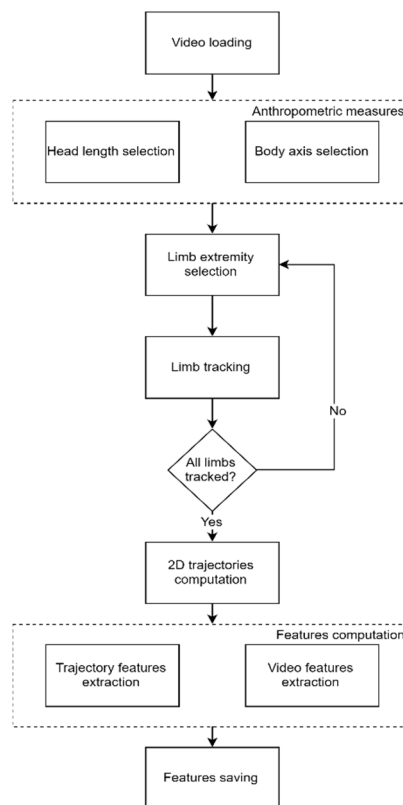 Video loading
Anthropometric measures
Head length selection
Body axis selection
Limb extremity
selection
Limb tracking
No
All limbs
tracked?
Yes
2D trajectories
computation
Features computation
Trajectory features
extraction
Video features
extraction
Features saving